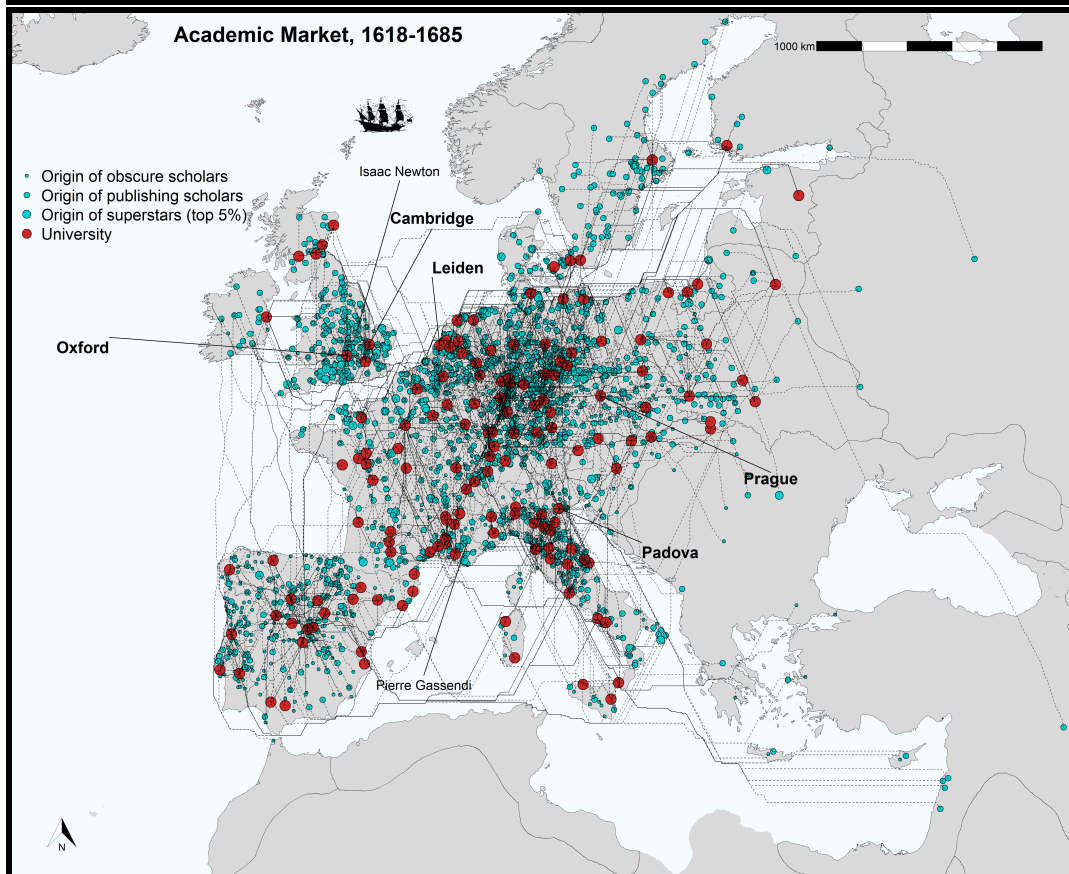 Academic Market, 1618-1685
1000 km
Isaac Newton
Origin of obscure scholars
Origin of publishing scholars
Origin of superstars (top 5%)
University
Cambridge
Leiden
Oxford
Prague
Padova
Pierre Gassendi
N